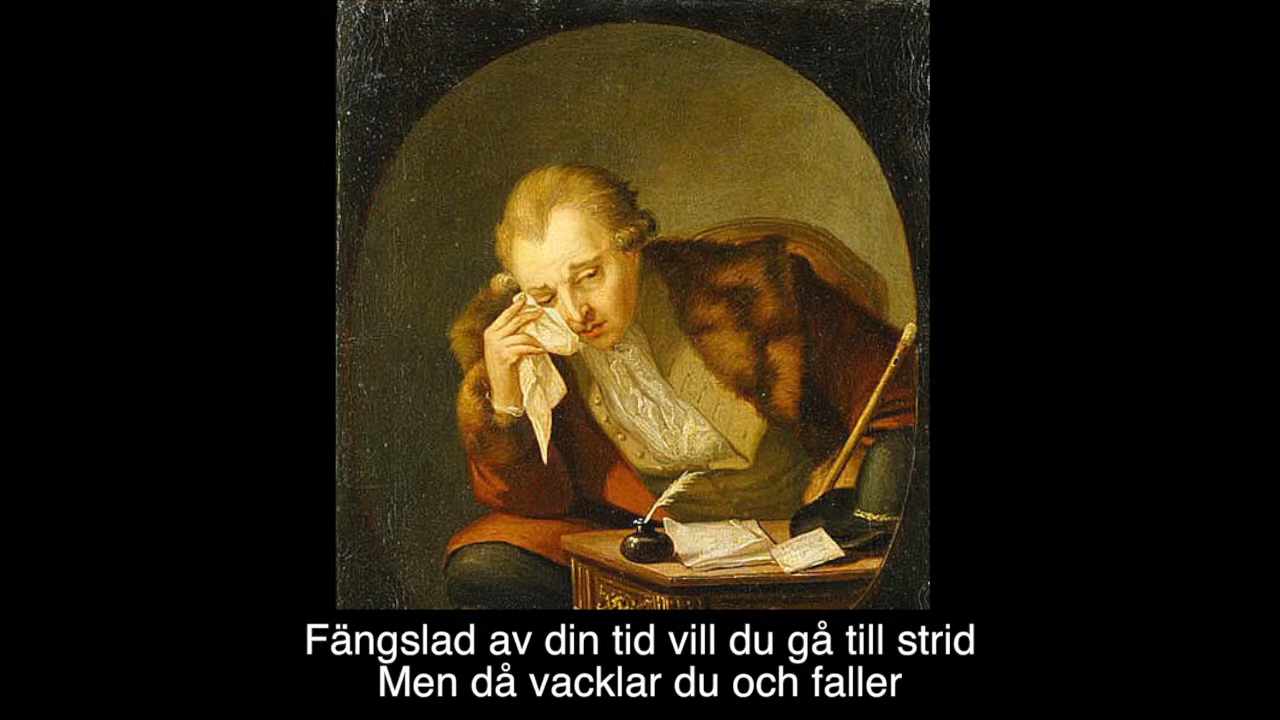 Fängslad av din tid vill du gå till strid
Men då vacklar du och faller